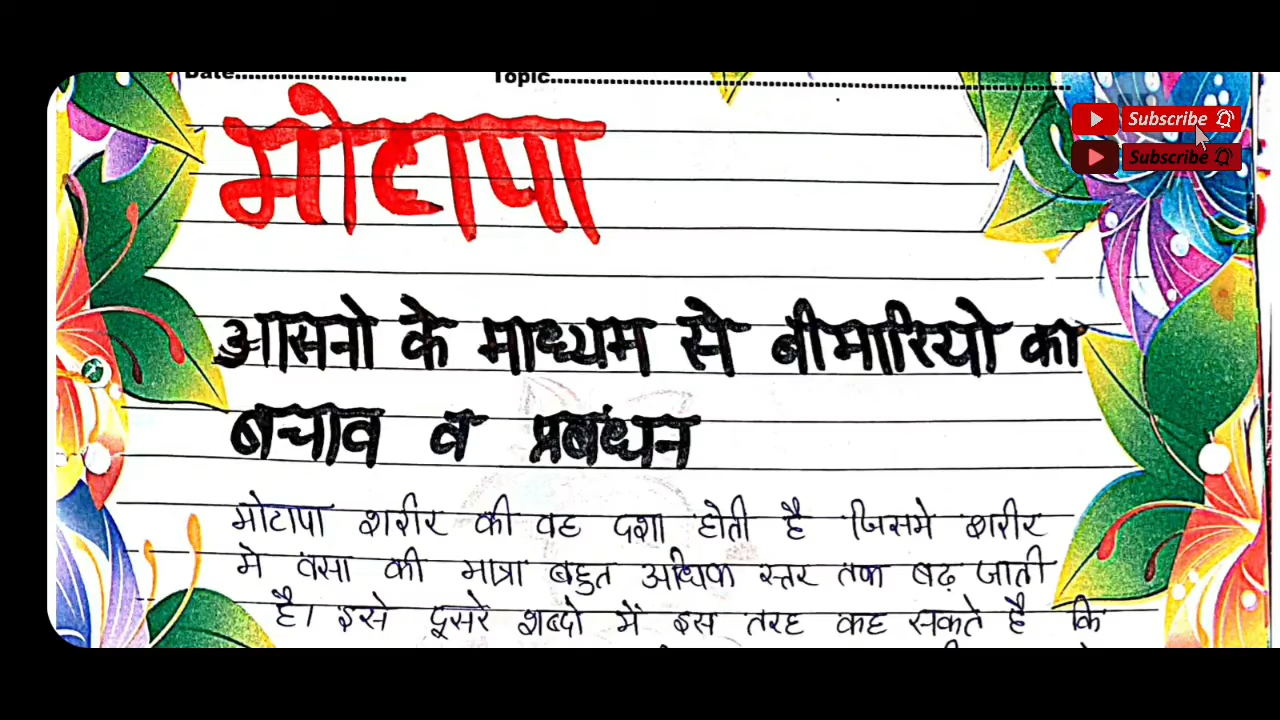 Date
Topic
Subscribe
Subscribe
मोटापा
आसनो के माध्यम से बीमारियो का
बचाव व प्रबंधन
मोटापा शरीर की वह दशा होती है जिसमे शरीर
मे वंसा की मात्रा बहुत अधिक स्तर तक बढ़ जाती
है। इसे दूसरे शब्दो में इस तरह कह सकते है कि